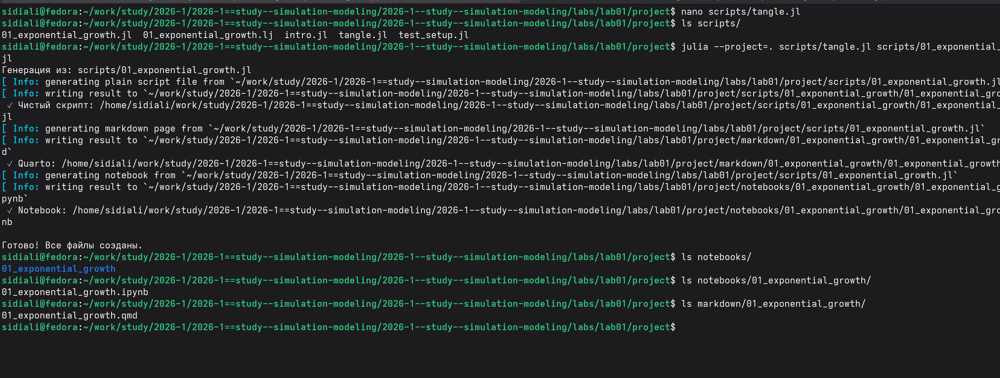 sidiali@fedora:~/work/study/2026-1/2026-1==study--simulation-modeling/2026-1--study--simulation-modeling/labs/lab01/project$ nano scripts/tangle.jl
sidiali@fedora:~/work/study/2026-1/2026-1==study--simulation-modeling/2026-1--study--simulation-modeling/labs/lab01/project$ ls scripts/
01_exponential_growth.jl  01_exponential_growth.lj  intro.jl  tangle.jl  test_setup.jl
sidiali@fedora:~/work/study/2026-1/2026-1==study--simulation-modeling/2026-1--study--simulation-modeling/labs/lab01/project$ julia --project=. scripts/tangle.jl scripts/01_exponential_
jl
Генерация из: scripts/01_exponential_growth.jl
[ Info: generating plain script file from `~/work/study/2026-1/2026-1==study--simulation-modeling/2026-1--study--simulation-modeling/labs/lab01/project/scripts/01_exponential_growth.jl
[ Info: writing result to `~/work/study/2026-1/2026-1==study--simulation-modeling/2026-1--study--simulation-modeling/labs/lab01/project/scripts/01_exponential_growth/01_exponential_gro
✓ Чистый скрипт: /home/sidiali/work/study/2026-1/2026-1==study--simulation-modeling/2026-1--study--simulation-modeling/labs/lab01/project/scripts/01_exponential_growth/01_exponential_
jl
[ Info: generating markdown page from `~/work/study/2026-1/2026-1==study--simulation-modeling/2026-1--study--simulation-modeling/labs/lab01/project/scripts/01_exponential_growth.jl`
[ Info: writing result to `~/work/study/2026-1/2026-1==study--simulation-modeling/2026-1--study--simulation-modeling/labs/lab01/project/markdown/01_exponential_growth/01_exponential_gr
d`
✓ Quarto: /home/sidiali/work/study/2026-1/2026-1==study--simulation-modeling/2026-1--study--simulation-modeling/labs/lab01/project/markdown/01_exponential_growth/01_exponential_growth
[ Info: generating notebook from `~/work/study/2026-1/2026-1==study--simulation-modeling/2026-1--study--simulation-modeling/labs/lab01/project/scripts/01_exponential_growth.jl`
[ Info: writing result to `~/work/study/2026-1/2026-1==study--simulation-modeling/2026-1--study--simulation-modeling/labs/lab01/project/notebooks/01_exponential_growth/01_exponential_g
pynb`
✓ Notebook: /home/sidiali/work/study/2026-1/2026-1==study--simulation-modeling/2026-1--study--simulation-modeling/labs/lab01/project/notebooks/01_exponential_growth/01_exponential_gro
nb
Готово! Все файлы созданы.
sidiali@fedora:~/work/study/2026-1/2026-1==study--simulation-modeling/2026-1--study--simulation-modeling/labs/lab01/project$ ls notebooks/
01_exponential_growth
sidiali@fedora:~/work/study/2026-1/2026-1==study--simulation-modeling/2026-1--study--simulation-modeling/labs/lab01/project$ ls notebooks/01_exponential_growth/
01_exponential_growth.ipynb
sidiali@fedora:~/work/study/2026-1/2026-1==study--simulation-modeling/2026-1--study--simulation-modeling/labs/lab01/project$ ls markdown/01_exponential_growth/
01_exponential_growth.qmd
sidiali@fedora:~/work/study/2026-1/2026-1==study--simulation-modeling/2026-1--study--simulation-modeling/labs/lab01/project$